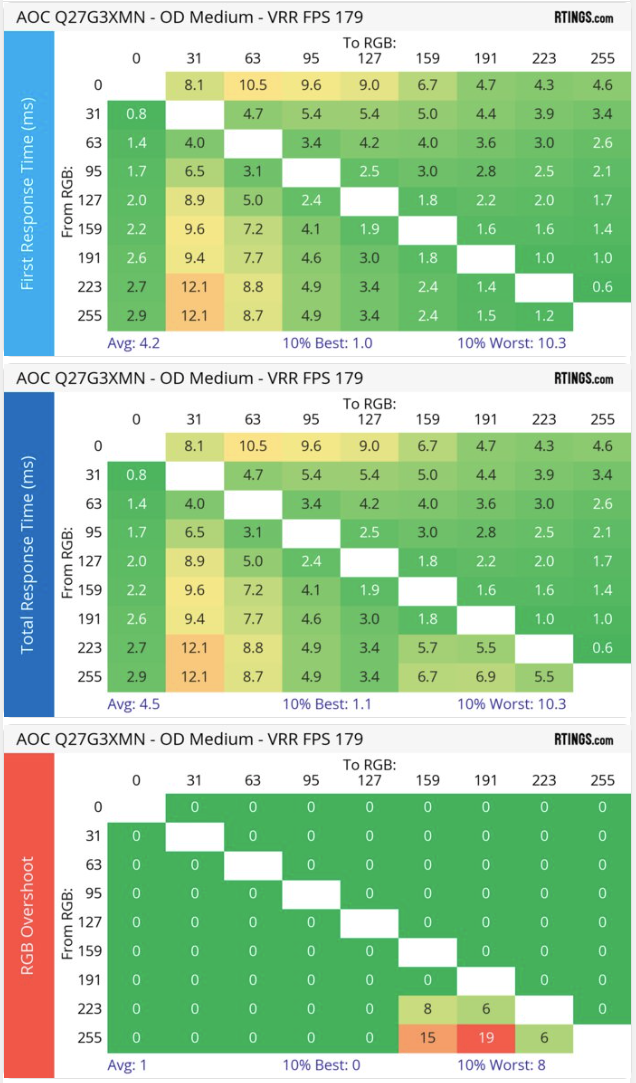 AOC Q27G3XMN - OD Medium - VRR FPS 179 RTINGS.com
First Response Time (ms)
To RGB:
0 31 63 95 127 159 191 223 255
From RGB:
0 8.1 10.5 9.6 9.0 6.7 4.7 4.3 4.6
31 0.8 4.7 5.4 5.4 5.0 4.4 3.9 3.4
63 1.4 4.0 3.4 4.2 4.0 3.6 3.0 2.6
95 1.7 6.5 3.1 2.5 3.0 2.8 2.5 2.1
127 2.0 8.9 5.0 2.4 1.8 2.2 2.0 1.7
159 2.2 9.6 7.2 4.1 1.9 1.6 1.6 1.4
191 2.6 9.4 7.7 4.6 3.0 1.8 1.0 1.0
223 2.7 12.1 8.8 4.9 3.4 2.4 1.4 0.6
255 2.9 12.1 8.7 4.9 3.4 2.4 1.5 1.2
Avg: 4.2 10% Best: 1.0 10% Worst: 10.3
AOC Q27G3XMN - OD Medium - VRR FPS 179 RTINGS.com
Total Response Time (ms)
To RGB:
0 31 63 95 127 159 191 223 255
From RGB:
0 8.1 10.5 9.6 9.0 6.7 4.7 4.3 4.6
31 0.8 4.7 5.4 5.4 5.0 4.4 3.9 3.4
63 1.4 4.0 3.4 4.2 4.0 3.6 3.0 2.6
95 1.7 6.5 3.1 2.5 3.0 2.8 2.5 2.1
127 2.0 8.9 5.0 2.4 1.8 2.2 2.0 1.7
159 2.2 9.6 7.2 4.1 1.9 1.6 1.6 1.4
191 2.6 9.4 7.7 4.6 3.0 1.8 1.0 1.0
223 2.7 12.1 8.8 4.9 3.4 5.7 5.5 0.6
255 2.9 12.1 8.7 4.9 3.4 6.7 6.9 5.5
Avg: 4.5 10% Best: 1.1 10% Worst: 10.3
AOC Q27G3XMN - OD Medium - VRR FPS 179 RTINGS.com
RGB Overshoot
To RGB:
0 31 63 95 127 159 191 223 255
From RGB:
0 0 0 0 0 0 0 0 0
31 0 0 0 0 0 0 0 0
63 0 0 0 0 0 0 0 0
95 0 0 0 0 0 0 0 0
127 0 0 0 0 0 0 0 0
159 0 0 0 0 0 0 0 0
191 0 0 0 0 0 0 0 0
223 0 0 0 0 0 8 6 0
255 0 0 0 0 0 15 19 6
Avg: 1 10% Best: 0 10% Worst: 8